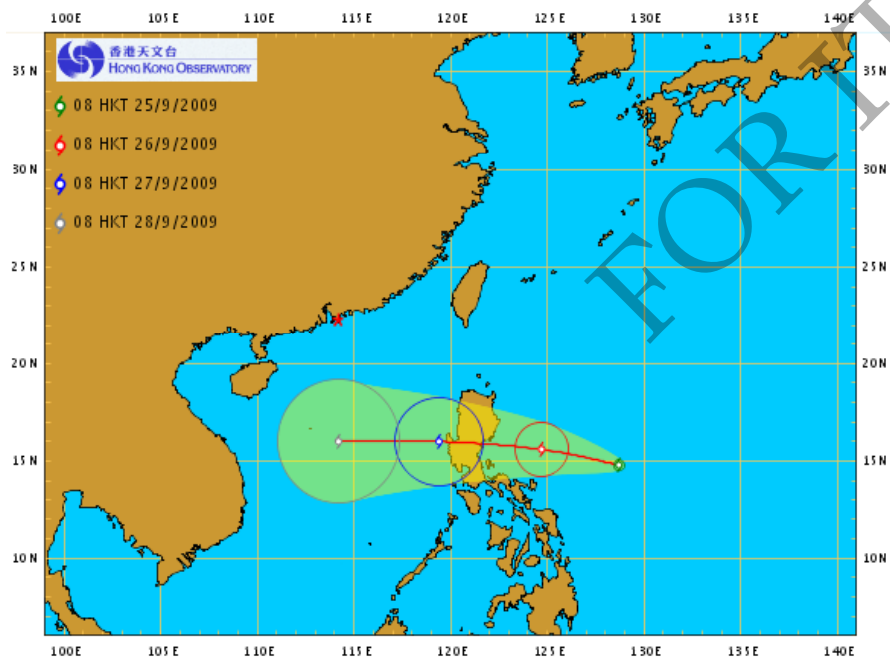 100E 105E 110E 115E 120E 125E 130E 135E 140E
香港天文台
HONG KONG OBSERVATORY
08 HKT 25/9/2009
08 HKT 26/9/2009
08 HKT 27/9/2009
08 HKT 28/9/2009
35N 35N
30N 30N
25N 25N
20N 20N
15N 15N
10N 10N
100E 105E 110E 115E 120E 125E 130E 135E 140E
FOR